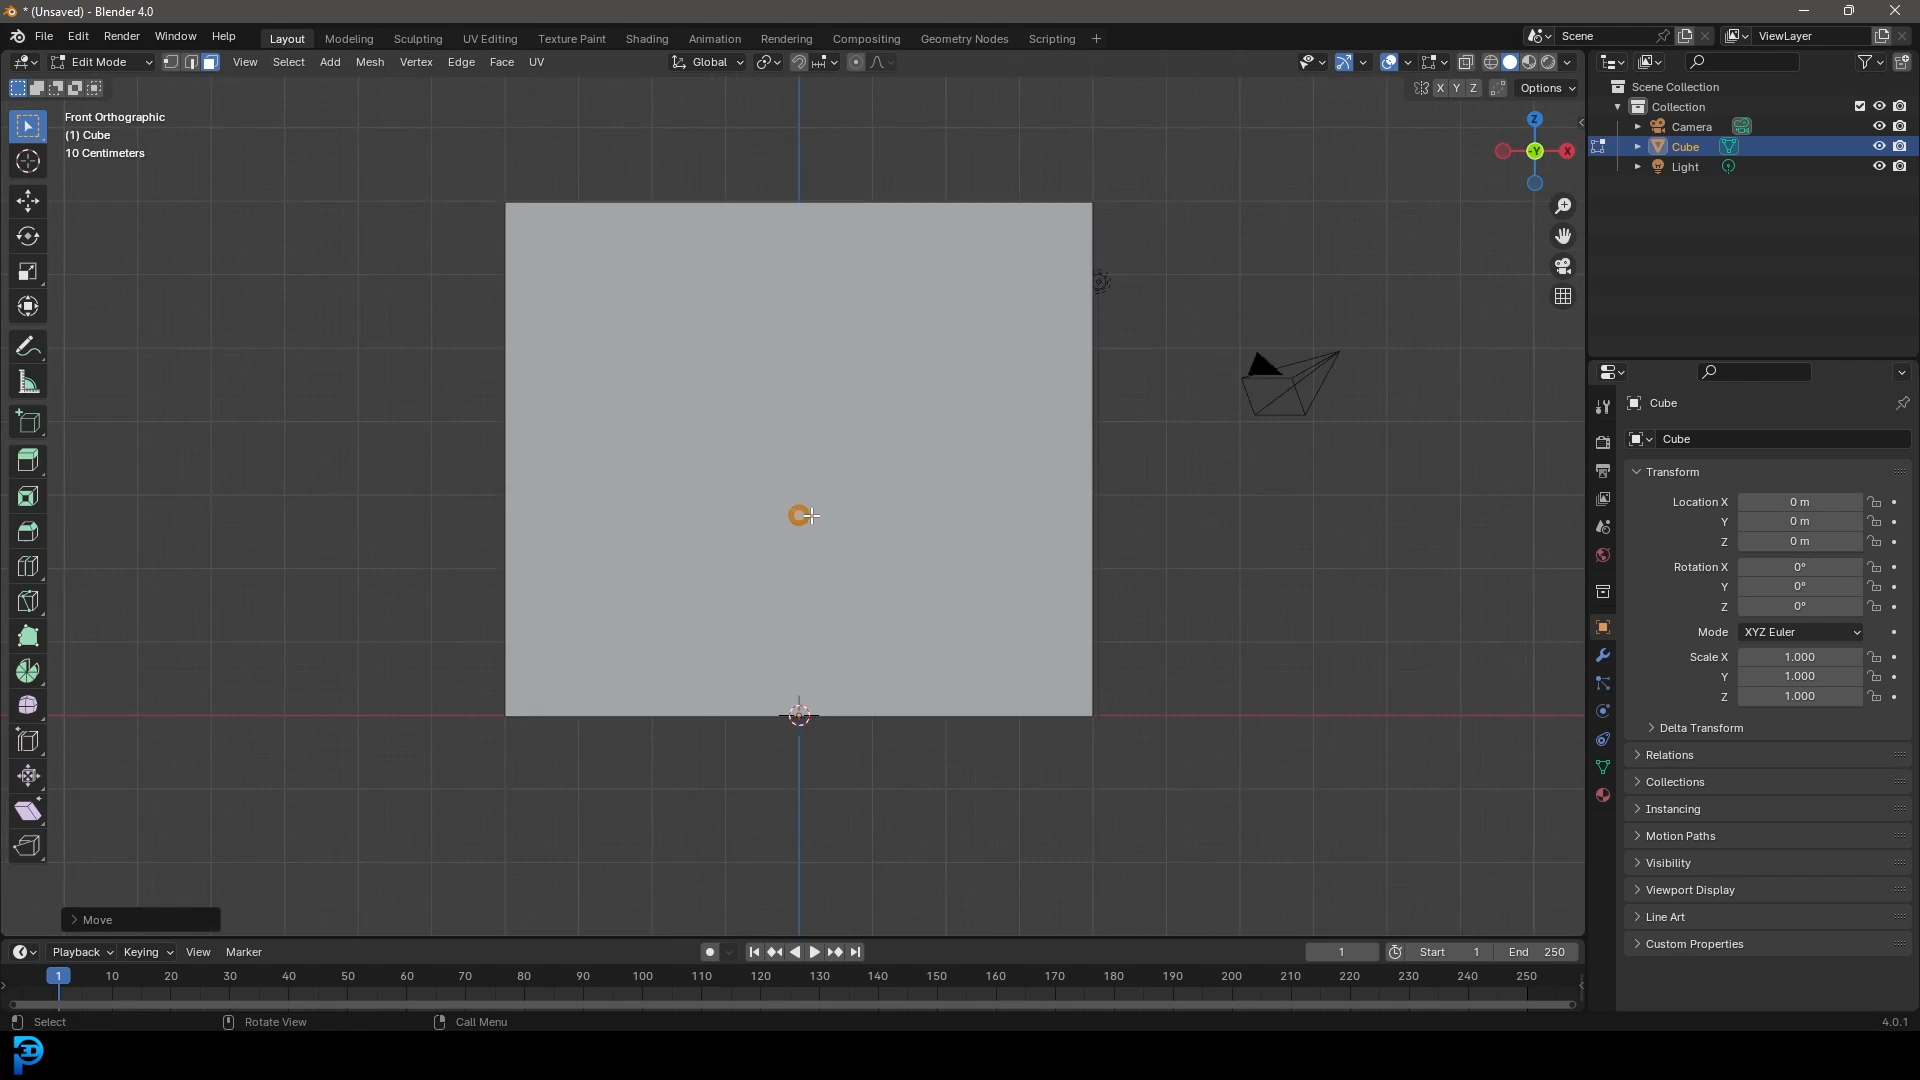 * (Unsaved) - Blender 4.0
File Edit Render Window Help
Layout Modeling Sculpting UV Editing Texture Paint Shading Animation Rendering Compositing Geometry Nodes Scripting +
Scene
ViewLayer
Edit Mode
View Select Add Mesh Vertex Edge Face UV
Global
X Y Z
Options
Front Orthographic
(1) Cube
10 Centimeters
Z
-Y
X
Scene Collection
Collection
Camera
Cube
Light
Cube
Cube
Transform
Location X 0 m
Y 0 m
Z 0 m
Rotation X 0°
Y 0°
Z 0°
Mode XYZ Euler
Scale X 1.000
Y 1.000
Z 1.000
Delta Transform
Relations
Collections
Instancing
Motion Paths
Visibility
Viewport Display
Line Art
Custom Properties
Move
Playback Keying View Marker
1 Start 1 End 250
1 10 20 30 40 50 60 70 80 90 100 110 120 130 140 150 160 170 180 190 200 210 220 230 240 250
Select Rotate View Call Menu
4.0.1
3D